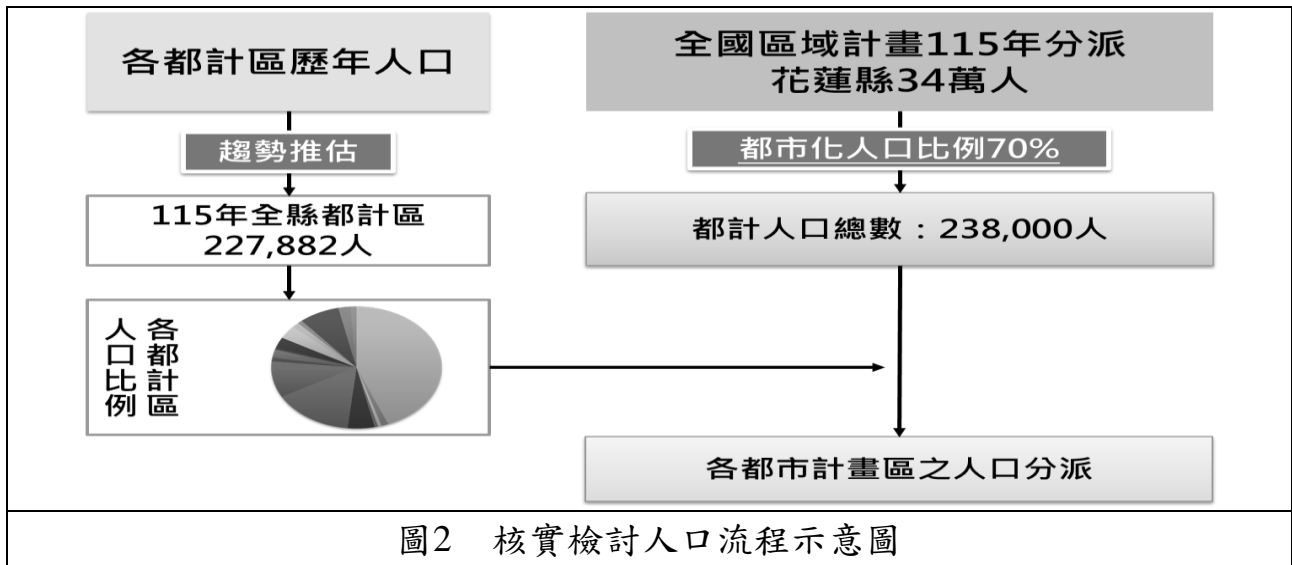 各都計區歷年人口
趨勢推估
115年全縣都計區
227,882人
各都計區
人口比例
全國區域計畫115年分派
花蓮縣34萬人
都市化人口比例70%
都計人口總數：238,000人
各都市計畫區之人口分派
圖2 核實檢討人口流程示意圖